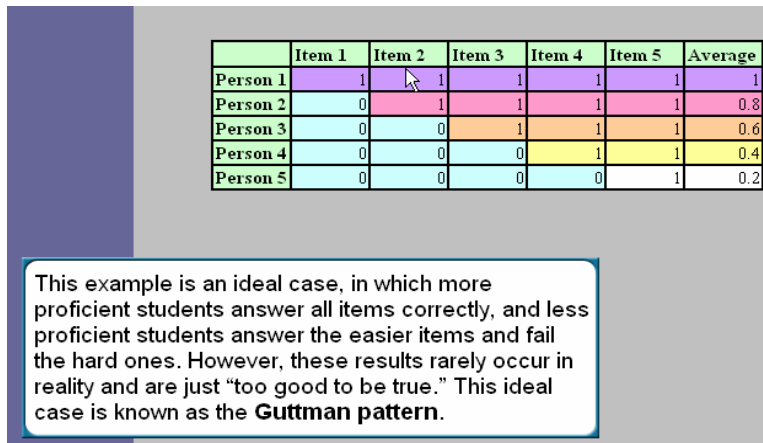 Item 1 Item 2 Item 3 Item 4 Item 5 Average
Person 1 1 1 1 1 1 1
Person 2 0 1 1 1 1 0.8
Person 3 0 0 1 1 1 0.6
Person 4 0 0 0 1 1 0.4
Person 5 0 0 0 0 1 0.2
This example is an ideal case, in which more
proficient students answer all items correctly, and less
proficient students answer the easier items and fail
the hard ones. However, these results rarely occur in
reality and are just “too good to be true.” This ideal
case is known as the Guttman pattern.